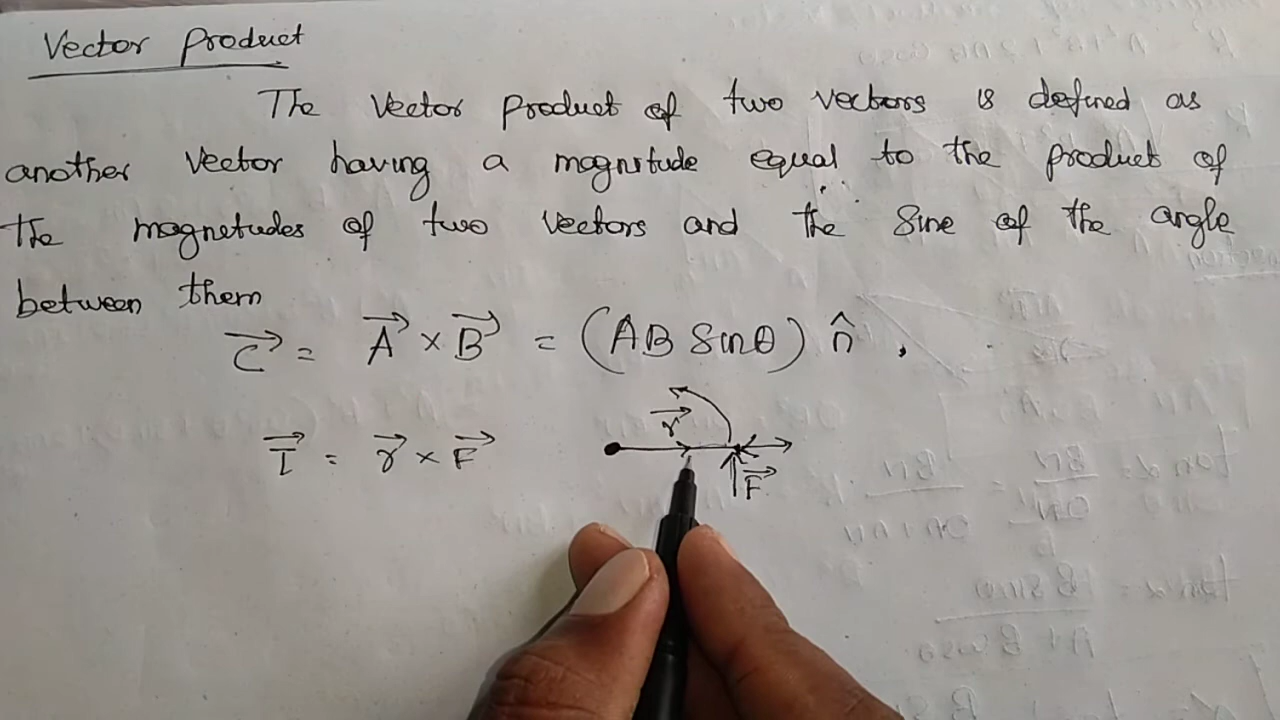 Vector Product
The Vector Product of two vectors is defined as
another Vector having a magnitude equal to the product of
The magnetudes of two vectors and the Sine of the angle
between them
C⃗ = A⃗ × B⃗ = (AB Sinθ) n̂ .
τ⃗ = r⃗ × F⃗
r⃗
F⃗